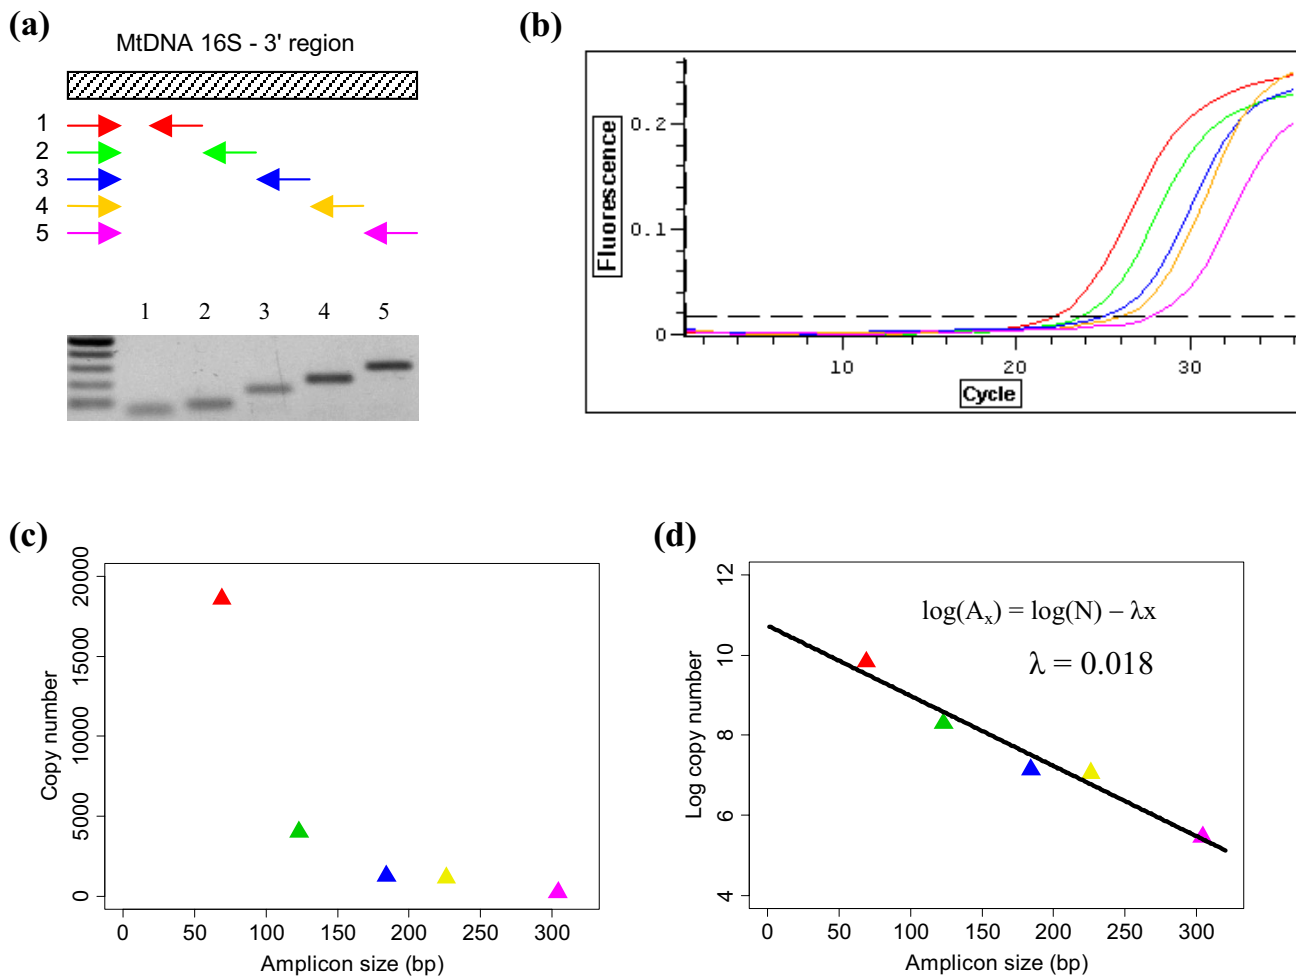 (a)
MtDNA 16S - 3' region
1
2
3
4
5
1 2 3 4 5
(b)
Fluorescence
0.2
0.1
0
10 20 30
Cycle
(c)
Copy number
20000
15000
10000
5000
0
0 50 100 150 200 250 300
Amplicon size (bp)
(d)
Log copy number
12
10
8
6
4
log(Aₓ) = log(N) – λx
λ = 0.018
0 50 100 150 200 250 300
Amplicon size (bp)